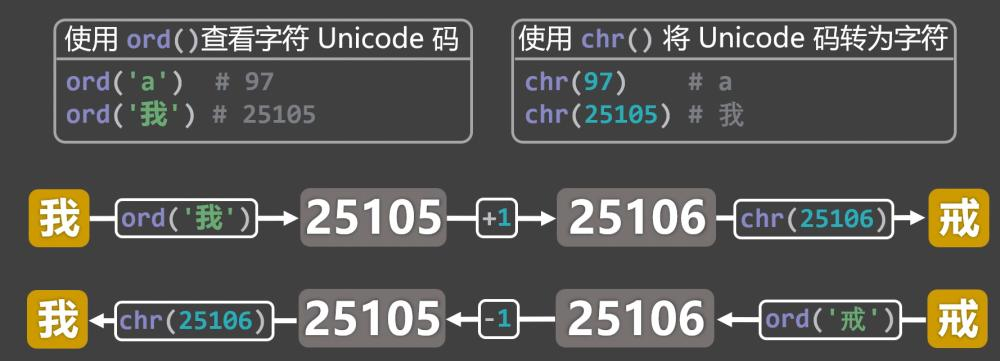 使用 ord()查看字符 Unicode 码
ord('a') # 97
ord('我') # 25105
使用 chr() 将 Unicode 码转为字符
chr(97) # a
chr(25105) # 我
我 ord('我') 25105 +1 25106 chr(25106) 戒
我 chr(25106) 25105 -1 25106 ord('戒') 戒